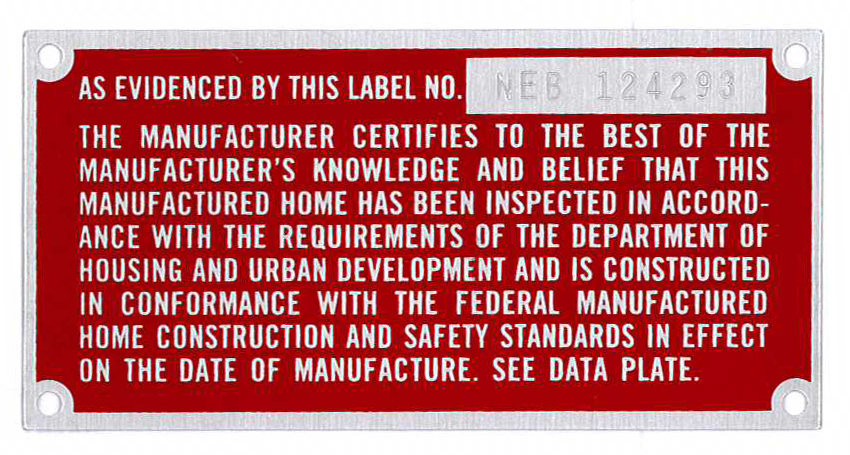 AS EVIDENCED BY THIS LABEL NO. NEB 124293
THE MANUFACTURER CERTIFIES TO THE BEST OF THE
MANUFACTURER'S KNOWLEDGE AND BELIEF THAT THIS
MANUFACTURED HOME HAS BEEN INSPECTED IN ACCORD-
ANCE WITH THE REQUIREMENTS OF THE DEPARTMENT OF
HOUSING AND URBAN DEVELOPMENT AND IS CONSTRUCTED
IN CONFORMANCE WITH THE FEDERAL MANUFACTURED
HOME CONSTRUCTION AND SAFETY STANDARDS IN EFFECT
ON THE DATE OF MANUFACTURE. SEE DATA PLATE.